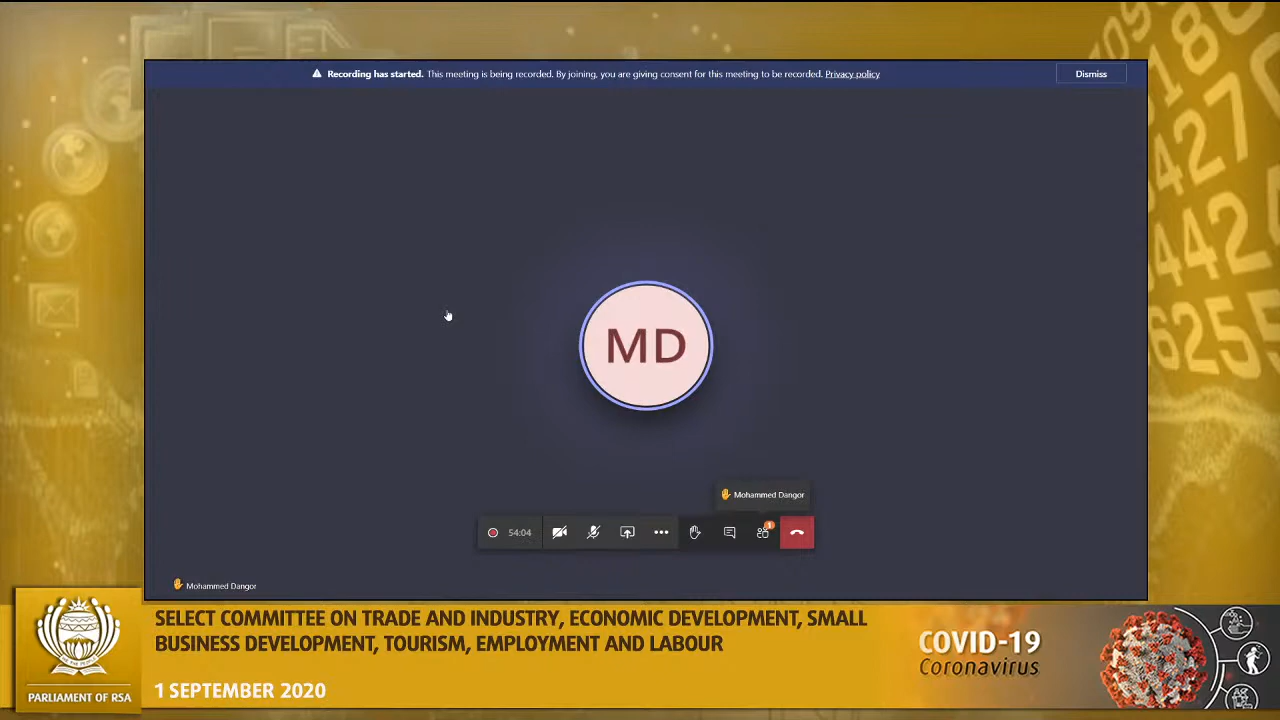 Recording has started. This meeting is being recorded. By joining, you are giving consent for this meeting to be recorded. Privacy policy
Dismiss
MD
Mohammed Dangor
54:04
1
Mohammed Dangor
SELECT COMMITTEE ON TRADE AND INDUSTRY, ECONOMIC DEVELOPMENT, SMALL
BUSINESS DEVELOPMENT, TOURISM, EMPLOYMENT AND LABOUR
1 SEPTEMBER 2020
PARLIAMENT OF RSA
COVID-19
Coronavirus